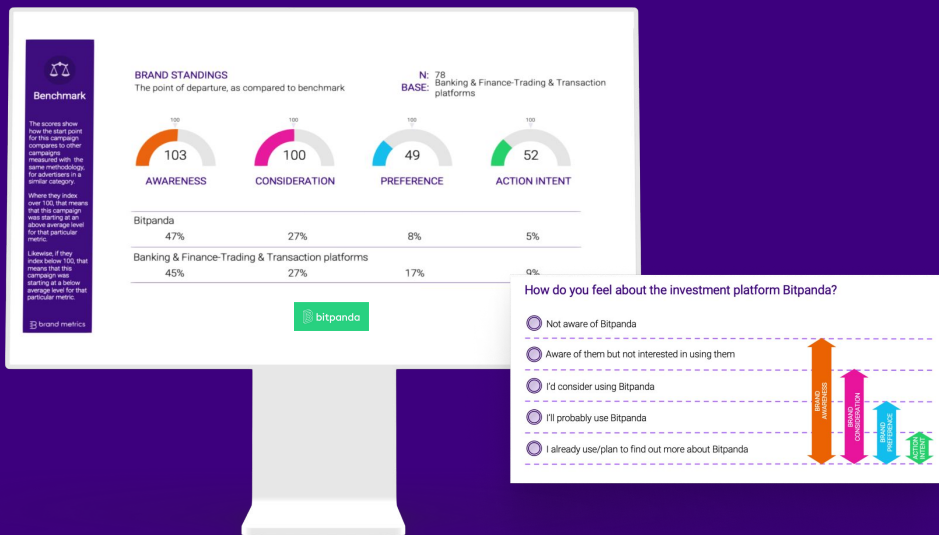 Benchmark
The scores show
how the start point
for this campaign
compares to other
campaigns
measured with the
same methodology,
for advertisers in a
similar category.
Where they index
over 100, that means
that this campaign
was starting at an
above average level
for that particular
metric.
Likewise, if they
index below 100, that
means that this
campaign was
starting at a below
average level for that
particular metric.
brand metrics
BRAND STANDINGS
The point of departure, as compared to benchmark
N: 78
BASE: Banking & Finance-Trading & Transaction
platforms
100 100 100 100
103 100 49 52
AWARENESS CONSIDERATION PREFERENCE ACTION INTENT
Bitpanda
47% 27% 8% 5%
Banking & Finance-Trading & Transaction platforms
45% 27% 17% 9%
bitpanda
How do you feel about the investment platform Bitpanda?
Not aware of Bitpanda
Aware of them but not interested in using them
I'd consider using Bitpanda
I'll probably use Bitpanda
I already use/plan to find out more about Bitpanda
BRAND
AWARENESS
BRAND
CONSIDERATION
BRAND
PREFERENCE
ACTION
INTENT